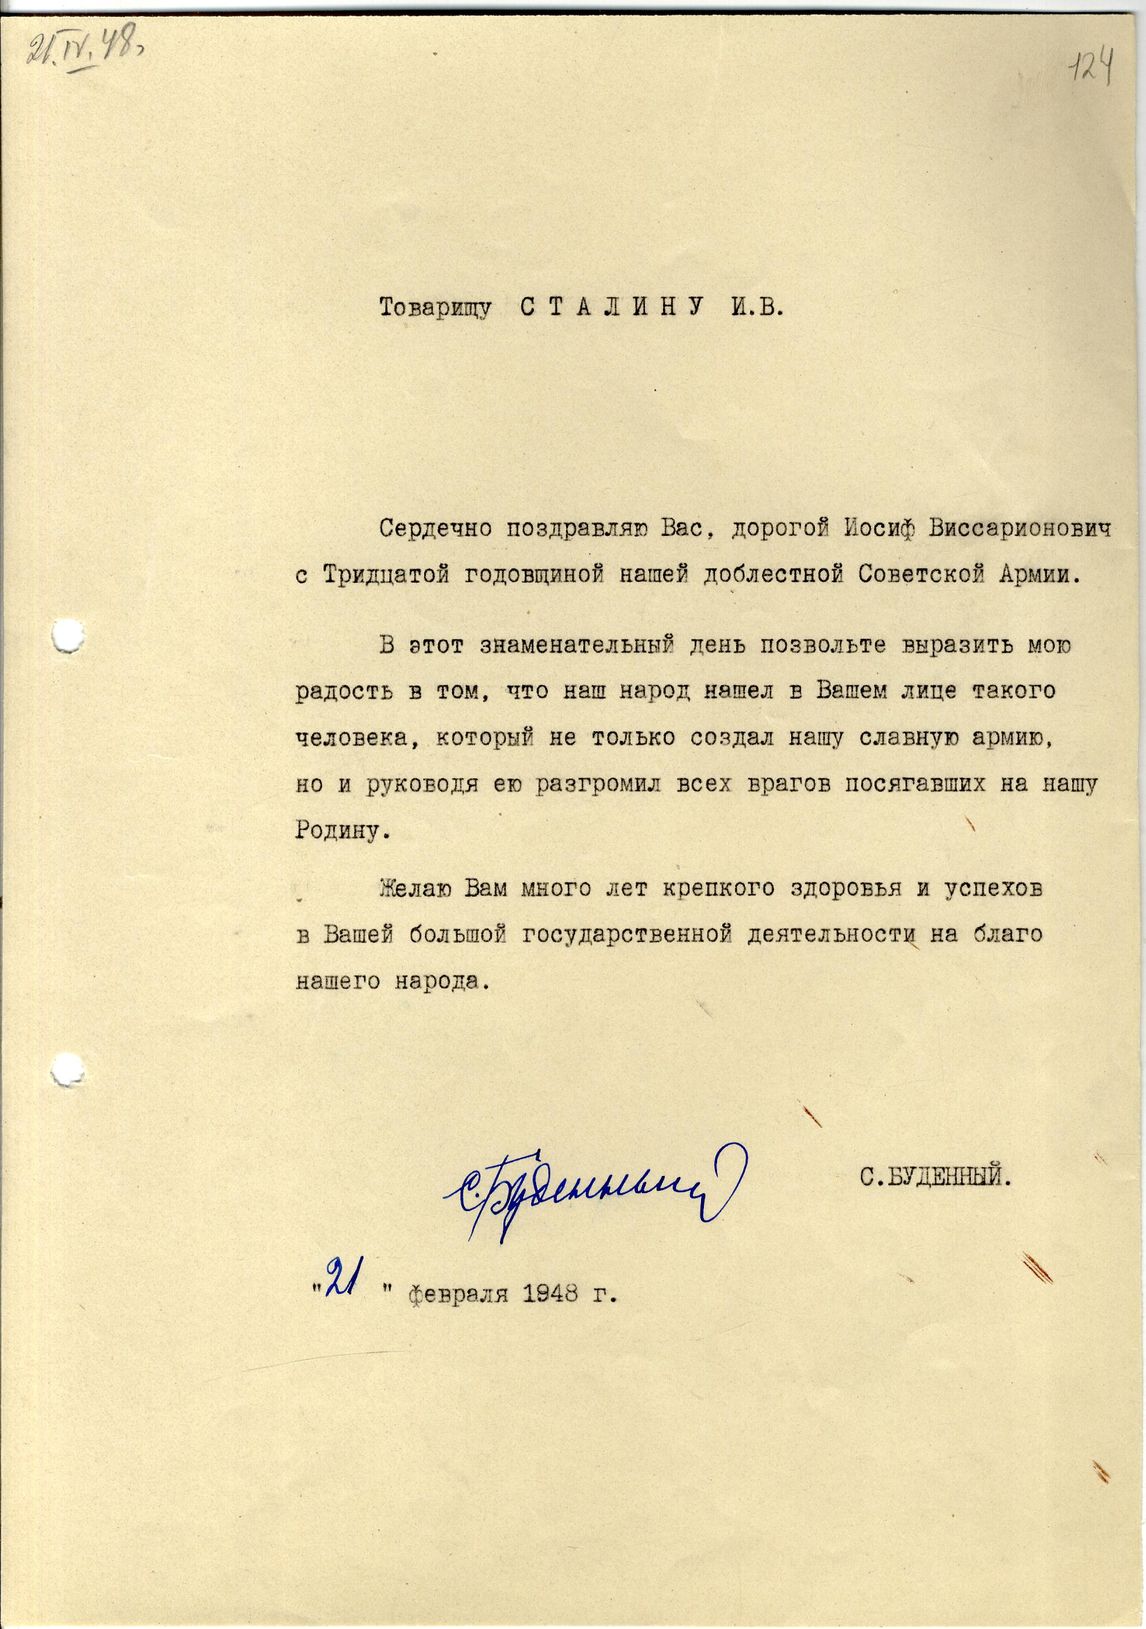 21.IV.48.
124
Товарищу С Т А Л И Н У И.В.
Сердечно поздравляю Вас, дорогой Иосиф Виссарионович
с Тридцатой годовщиной нашей доблестной Советской Армии.
В этот знаменательный день позвольте выразить мою
радость в том, что наш народ нашел в Вашем лице такого
человека, который не только создал нашу славную армию,
но и руководя ею разгромил всех врагов посягавших на нашу
Родину.
Желаю Вам много лет крепкого здоровья и успехов
в Вашей большой государственной деятельности на благо
нашего народа.
С.Буденный
С.БУДЕННЫЙ.
"21" февраля 1948 г.